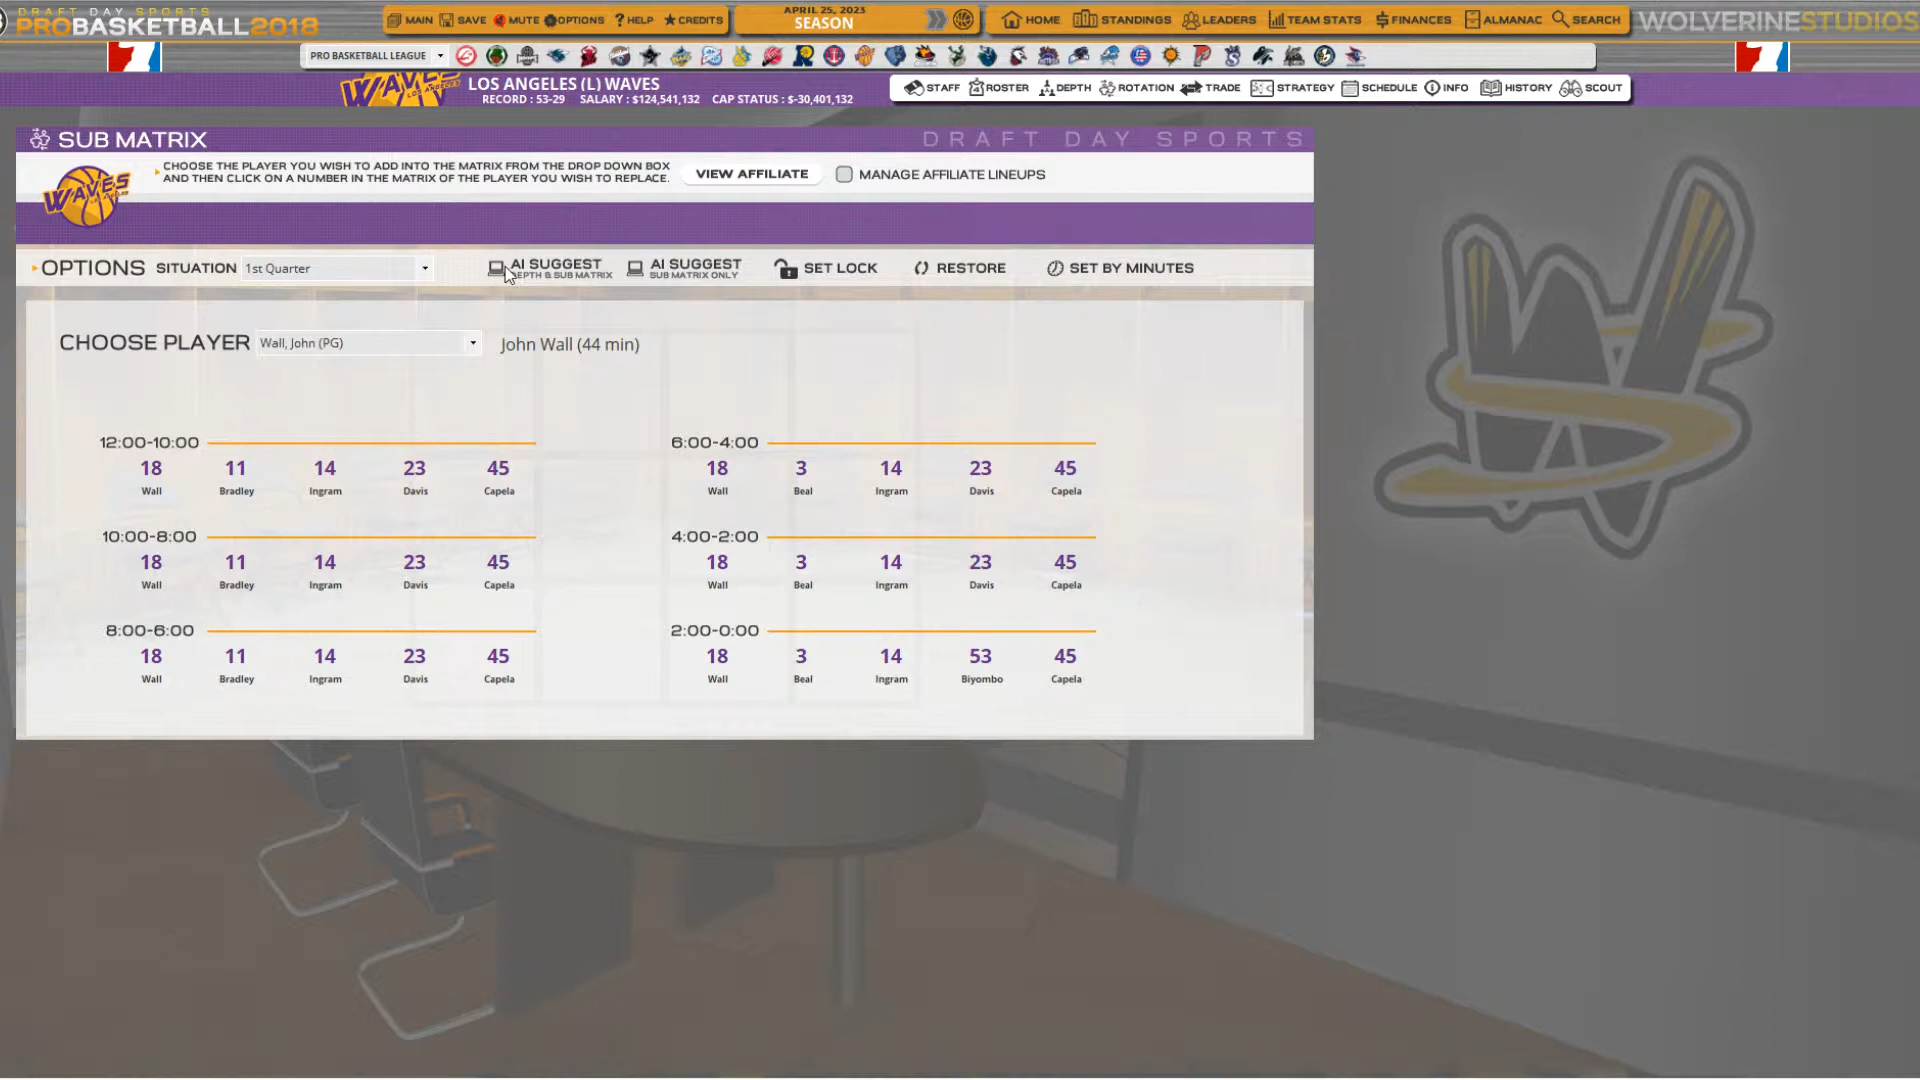 DRAFT DAY SPORTS
PROBASKETBALL2018
MAIN SAVE MUTE OPTIONS HELP CREDITS
APRIL 25, 2023
SEASON
HOME STANDINGS LEADERS TEAM STATS FINANCES ALMANAC SEARCH
WOLVERINESTUDIOS
PRO BASKETBALL LEAGUE
WAVES
LOS ANGELES
LOS ANGELES (L) WAVES
RECORD : 53-29 SALARY : $124,541,132 CAP STATUS : $-30,401,132
STAFF ROSTER DEPTH ROTATION TRADE STRATEGY SCHEDULE INFO HISTORY SCOUT
SUB MATRIX
DRAFT DAY SPORTS
WAVES
CHOOSE THE PLAYER YOU WISH TO ADD INTO THE MATRIX FROM THE DROP DOWN BOX
AND THEN CLICK ON A NUMBER IN THE MATRIX OF THE PLAYER YOU WISH TO REPLACE.
VIEW AFFILIATE
MANAGE AFFILIATE LINEUPS
OPTIONS SITUATION 1st Quarter
AI SUGGEST
EPTH & SUB MATRIX
AI SUGGEST
SUB MATRIX ONLY
SET LOCK
RESTORE
SET BY MINUTES
CHOOSE PLAYER Wall, John (PG) John Wall (44 min)
12:00-10:00
18 11 14 23 45
Wall Bradley Ingram Davis Capela
10:00-8:00
18 11 14 23 45
Wall Bradley Ingram Davis Capela
8:00-6:00
18 11 14 23 45
Wall Bradley Ingram Davis Capela
6:00-4:00
18 3 14 23 45
Wall Beal Ingram Davis Capela
4:00-2:00
18 3 14 23 45
Wall Beal Ingram Davis Capela
2:00-0:00
18 3 14 53 45
Wall Beal Ingram Biyombo Capela